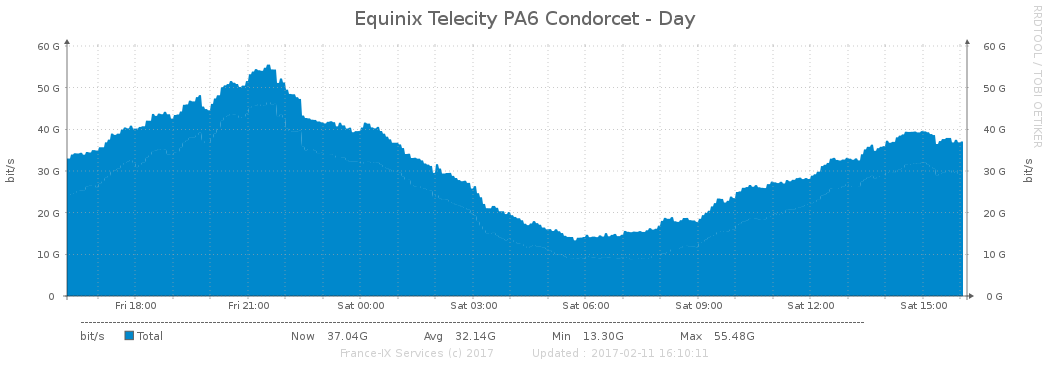 Equinix Telecity PA6 Condorcet - Day
RRDTOOL / TOBI OETIKER
60 G 60 G
50 G 50 G
40 G 40 G
30 G 30 G
20 G 20 G
10 G 10 G
0 0 G
bit/s
bit/s
Fri 18:00 Fri 21:00 Sat 00:00 Sat 03:00 Sat 06:00 Sat 09:00 Sat 12:00 Sat 15:00
bit/s Total Now 37.04G Avg 32.14G Min 13.30G Max 55.48G
France-IX Services (c) 2017 Updated : 2017-02-11 16:10:11